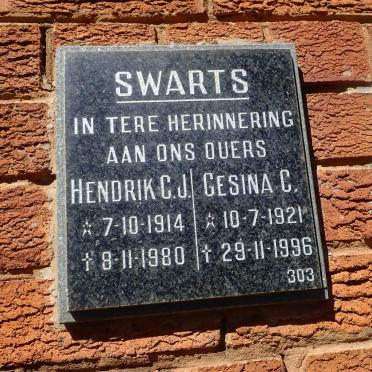 SWARTS
IN TERE HERINNERING
AAN ONS OUERS
HENDRIK C.J. GESINA C.
☆ 7-10-1914 ☆ 10-7-1921
† 8-11-1980 † 29-11-1996
303